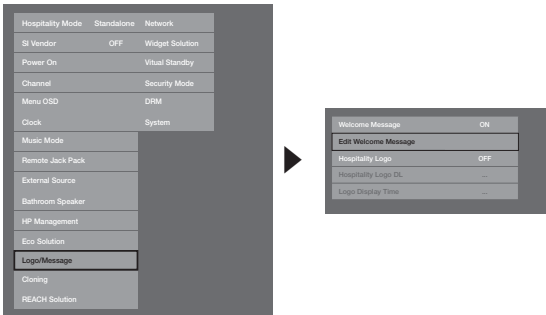 Hospitality Mode Standalone Network
SI Vendor OFF Widget Solution
Power On Vitual Standby
Channel Security Mode
Menu OSD DRM
Clock System
Music Mode
Remote Jack Pack
External Source
Bathroom Speaker
HP Management
Eco Solution
Logo/Message
Cloning
REACH Solution
Welcome Message ON
Edit Welcome Message
Hospitality Logo OFF
Hospitality Logo DL ...
Logo Display Time ...